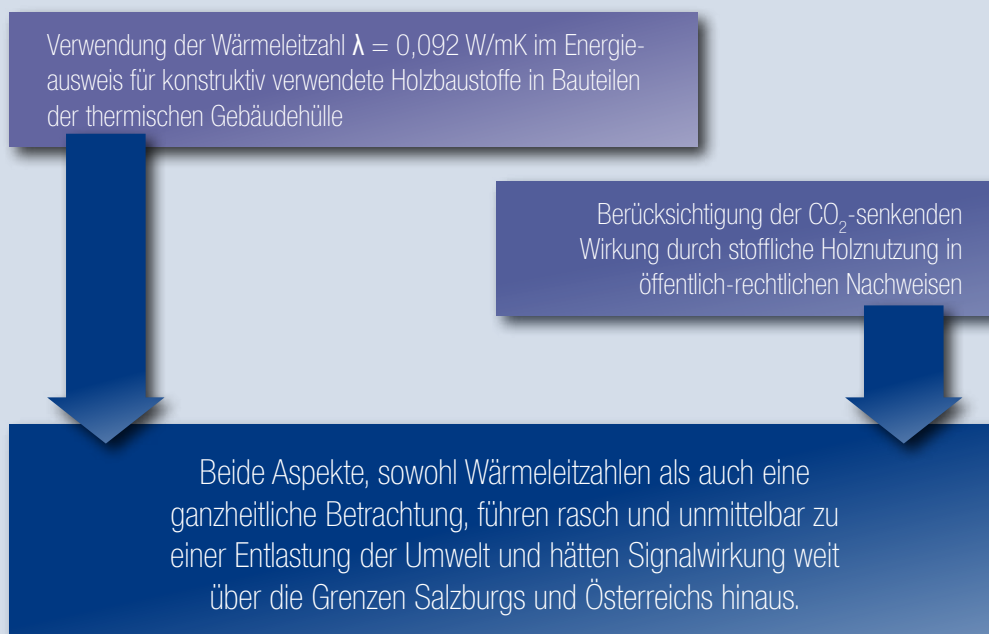 Verwendung der Wärmeleitzahl λ = 0,092 W/mK im Energie-
ausweis für konstruktiv verwendete Holzbaustoffe in Bauteilen
der thermischen Gebäudehülle
Berücksichtigung der CO₂-senkenden
Wirkung durch stoffliche Holznutzung in
öffentlich-rechtlichen Nachweisen
Beide Aspekte, sowohl Wärmeleitzahlen als auch eine
ganzheitliche Betrachtung, führen rasch und unmittelbar zu
einer Entlastung der Umwelt und hätten Signalwirkung weit
über die Grenzen Salzburgs und Österreichs hinaus.